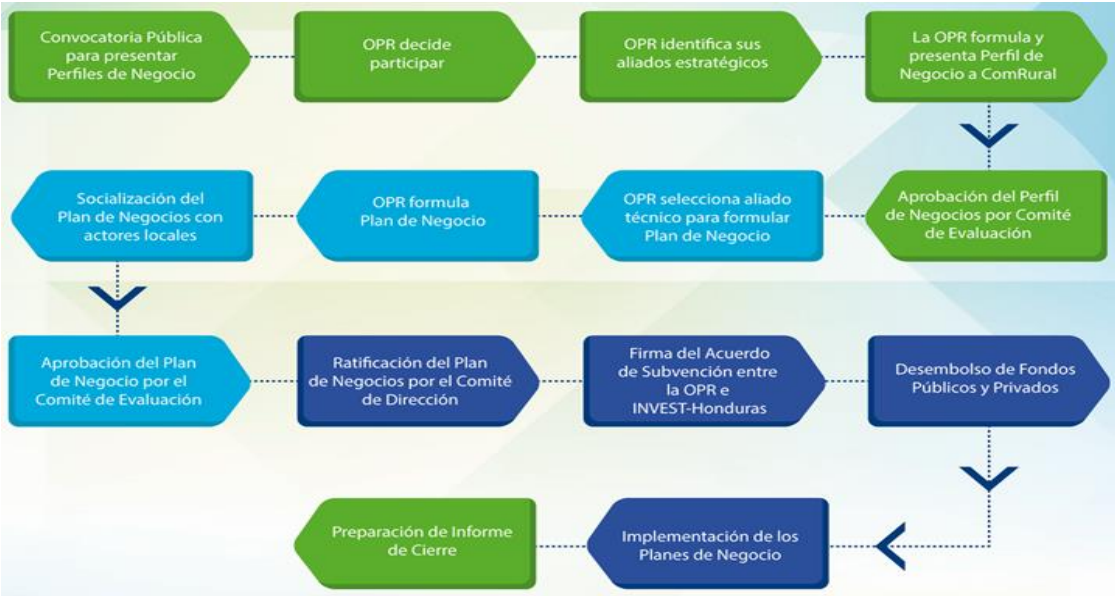 Convocatoria Pública
para presentar
Perfiles de Negocio
OPR decide
participar
OPR identifica sus
aliados estratégicos
La OPR formula y
presenta Perfil de
Negocio a ComRural
Aprobación del Perfil
de Negocios por Comité
de Evaluación
OPR selecciona aliado
técnico para formular
Plan de Negocio
OPR formula
Plan de Negocio
Socialización del
Plan de Negocios con
actores locales
Aprobación del Plan
de Negocio por el
Comité de Evaluación
Ratificación del Plan
de Negocios por el Comité
de Dirección
Firma del Acuerdo
de Subvención entre
la OPR e
INVEST-Honduras
Desembolso de Fondos
Públicos y Privados
Implementación de los
Planes de Negocio
Preparación de Informe
de Cierre